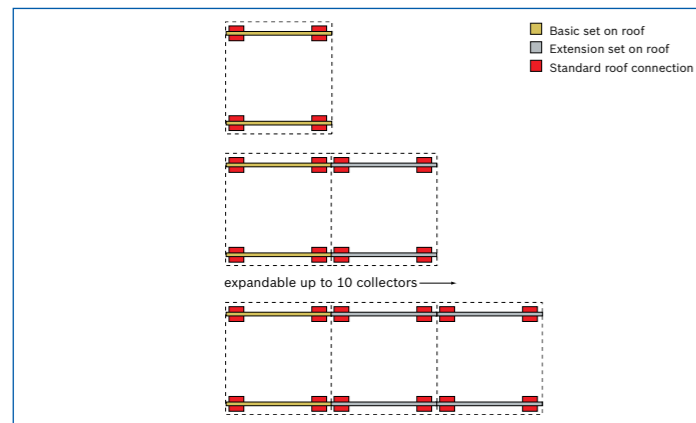 Basic set on roof
Extension set on roof
Standard roof connection
expandable up to 10 collectors